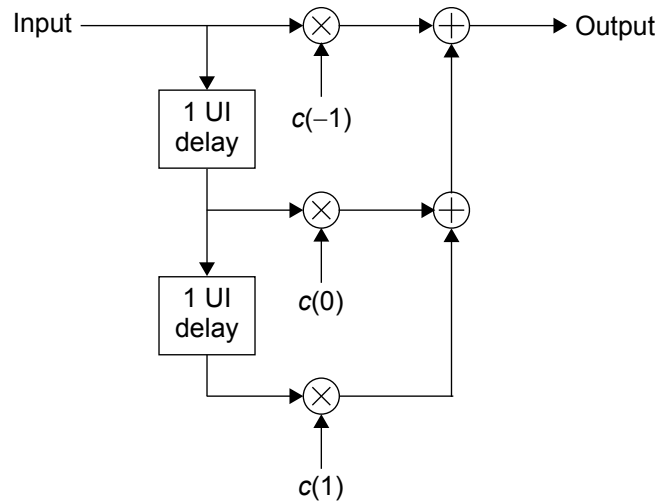 Input
Output
1 UI
delay
c(−1)
1 UI
delay
c(0)
c(1)